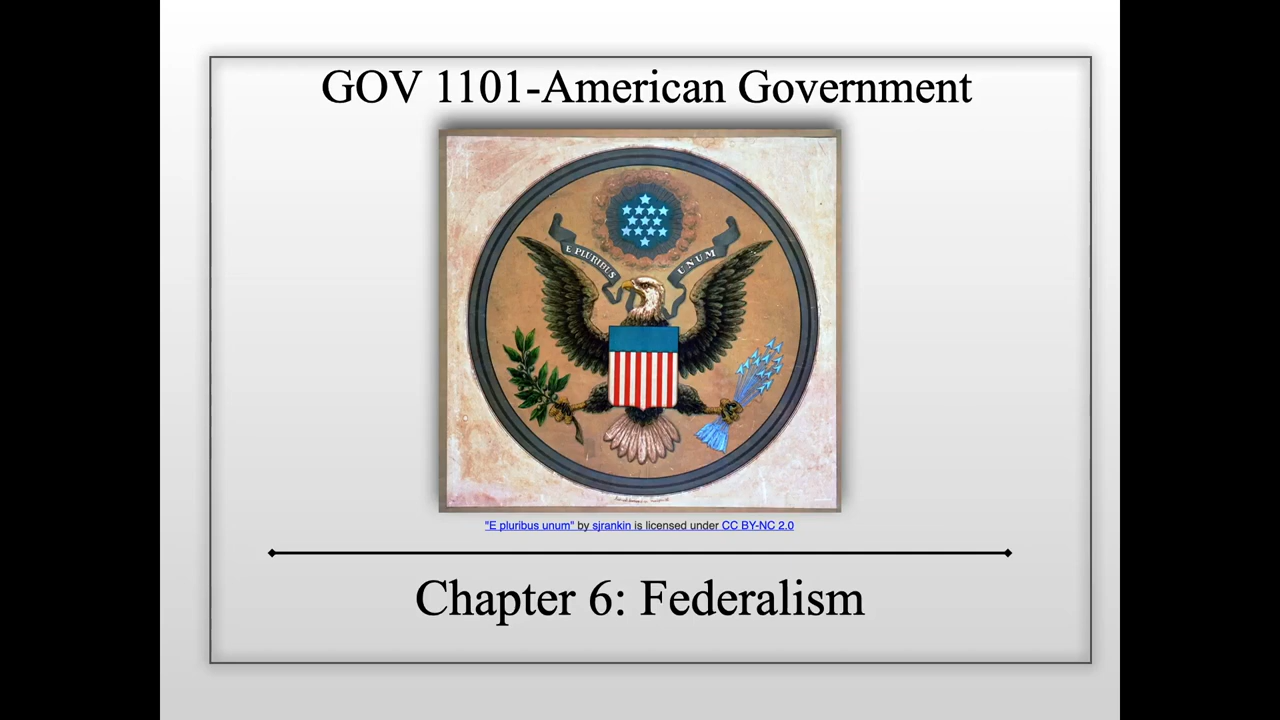 GOV 1101-American Government
E PLURIBUS
UNUM
"E pluribus unum" by sjrankin is licensed under CC BY-NC 2.0
Chapter 6: Federalism